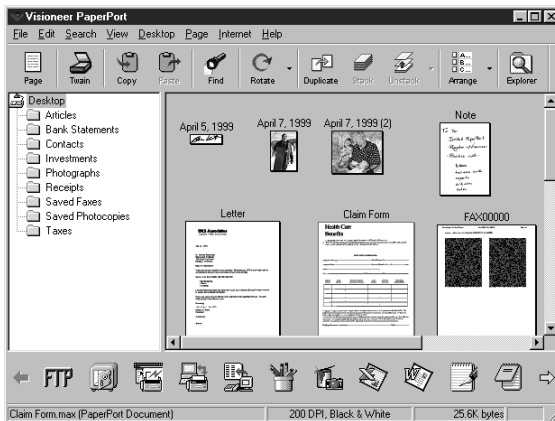 Visioneer PaperPort
File Edit Search View Desktop Page Internet Help
Page Twain Copy Paste Find Rotate Duplicate Stack Unstack Arrange Explorer
Desktop
Articles
Bank Statements
Contacts
Investments
Photographs
Receipts
Saved Faxes
Saved Photocopies
Taxes
April 5, 1999 April 7, 1999 April 7, 1999 (2) Note
Letter Claim Form FAX00000
Health Care
Benefits
FTP
Claim Form.max (PaperPort Document) 200 DPI, Black & White 25.6K bytes